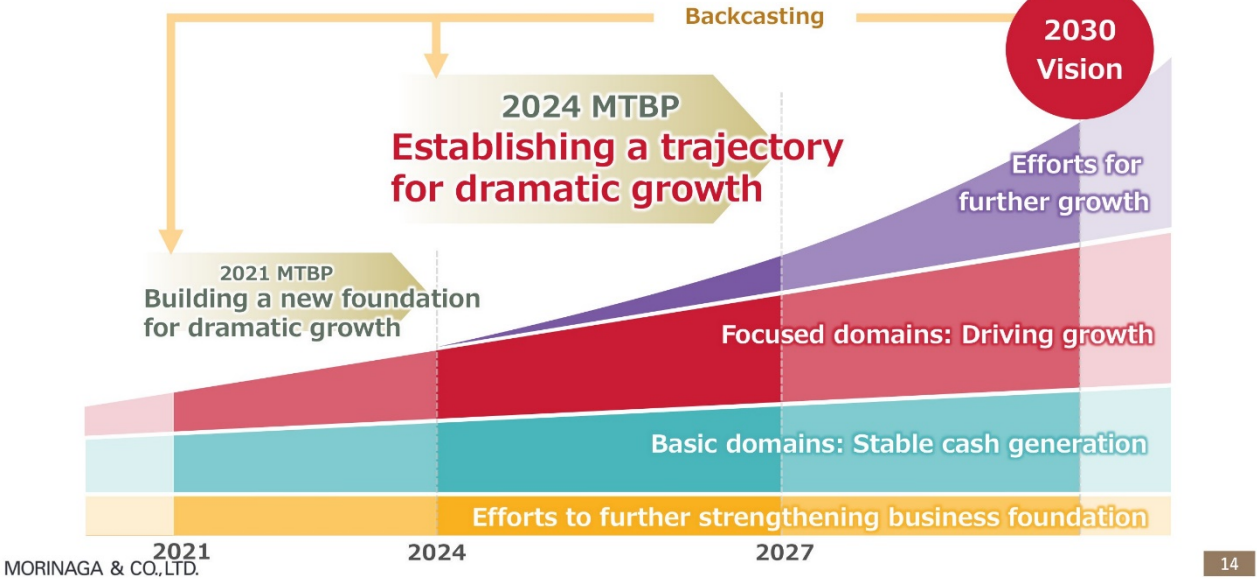 Backcasting
2030
Vision
2024 MTBP
Establishing a trajectory
for dramatic growth
Efforts for
further growth
2021 MTBP
Building a new foundation
for dramatic growth
Focused domains: Driving growth
Basic domains: Stable cash generation
Efforts to further strengthening business foundation
2021
2024
2027
MORINAGA & CO., LTD.
14